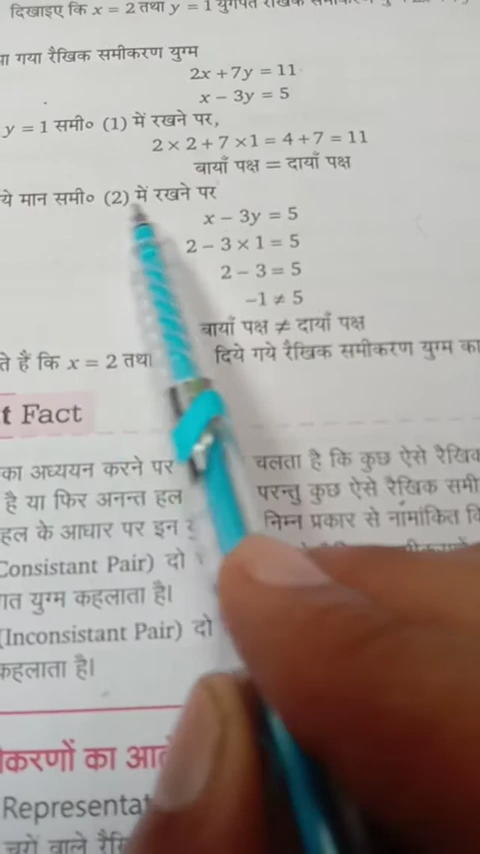 दिखाइए कि x = 2 तथा y = 1 युगपत रैखिक
गया रैखिक समीकरण युग्म
2x + 7y = 11
x − 3y = 5
y = 1 समी० (1) में रखने पर,
2 × 2 + 7 × 1 = 4 + 7 = 11
बायाँ पक्ष = दायाँ पक्ष
ये मान समी० (2) में रखने पर
x − 3y = 5
2 − 3 × 1 = 5
2 − 3 = 5
−1 ≠ 5
बायाँ पक्ष ≠ दायाँ पक्ष
हैं कि x = 2 तथा दिये गये रैखिक समीकरण युग्म का
t Fact
का अध्ययन करने पर चलता है कि कुछ ऐसे
है या फिर अनन्त हल परन्तु कुछ ऐसे रैखिक
हल के आधार पर इन निम्न प्रकार से नामांकित
Consistant Pair) दो
युग्म कहलाता है।
(Inconsistant Pair) दो
कहलाता है।
करणों का
Representat
चरों वाले